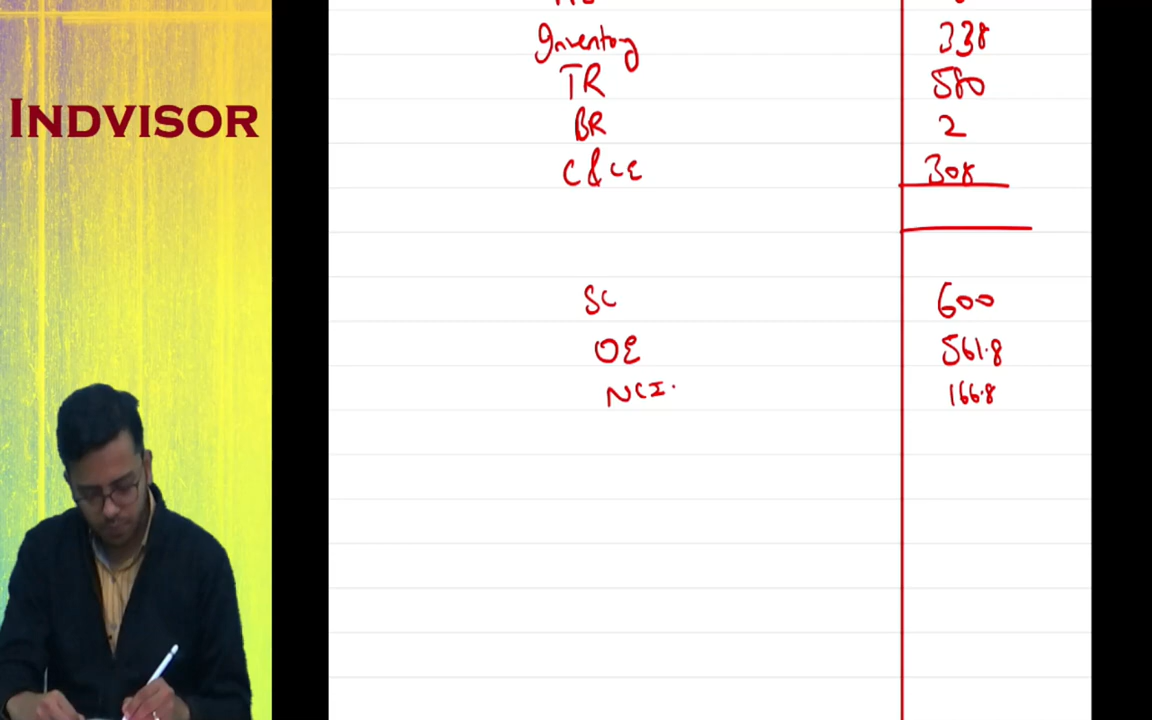 INDVISOR
Inventory 338
TR 580
BR 2
C&CE 308
SC 600
OE 561.8
NCI. 166.8